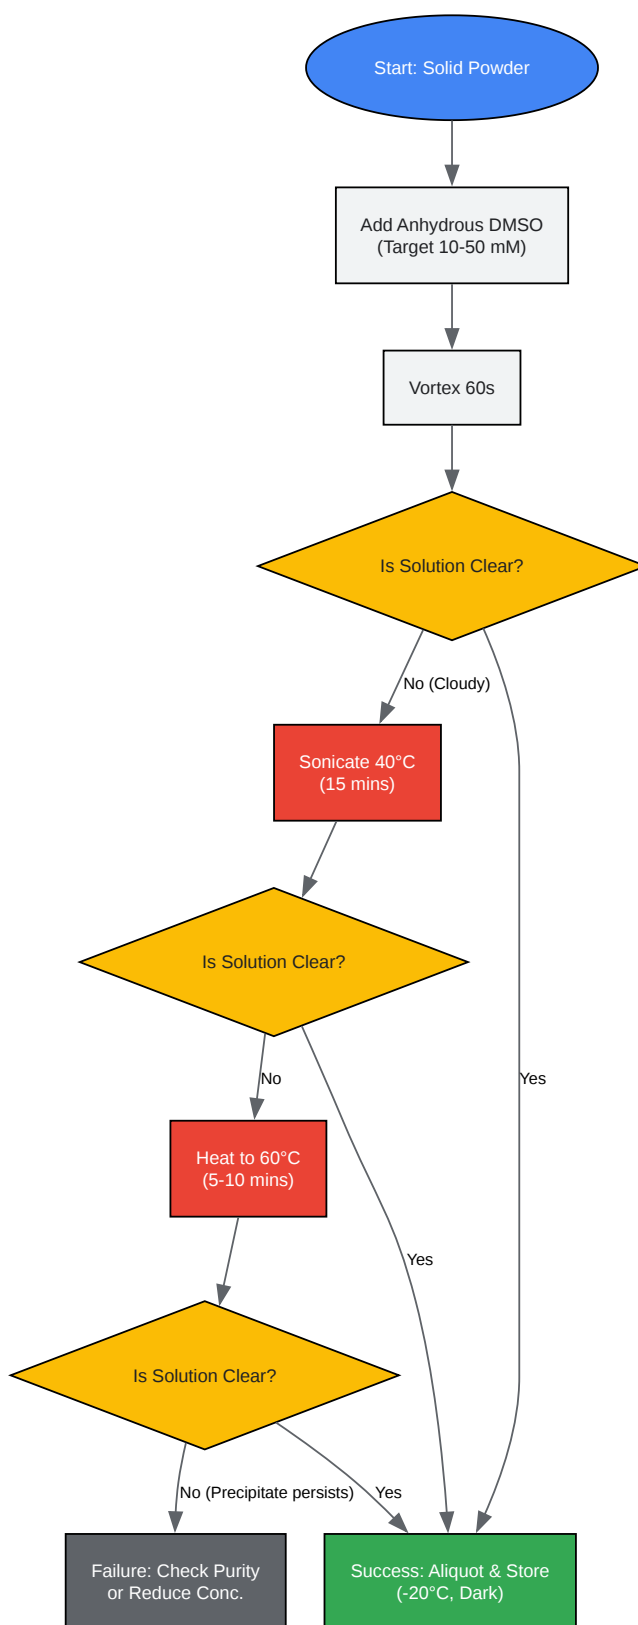 Start: Solid Powder
Add Anhydrous DMSO
(Target 10-50 mM)
Vortex 60s
Is Solution Clear?
No (Cloudy)
Sonicate 40°C
(15 mins)
Is Solution Clear?
No
Yes
Heat to 60°C
(5-10 mins)
Yes
Is Solution Clear?
No (Precipitate persists)
Yes
Failure: Check Purity
or Reduce Conc.
Success: Aliquot & Store
(-20°C, Dark)